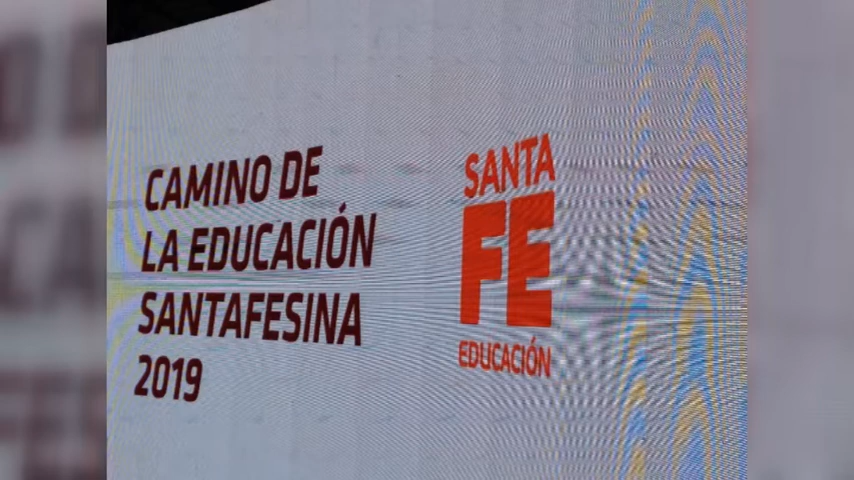 CAMINO DE
LA EDUCACIÓN
SANTAFESINA
2019
SANTA
FE
EDUCACIÓN